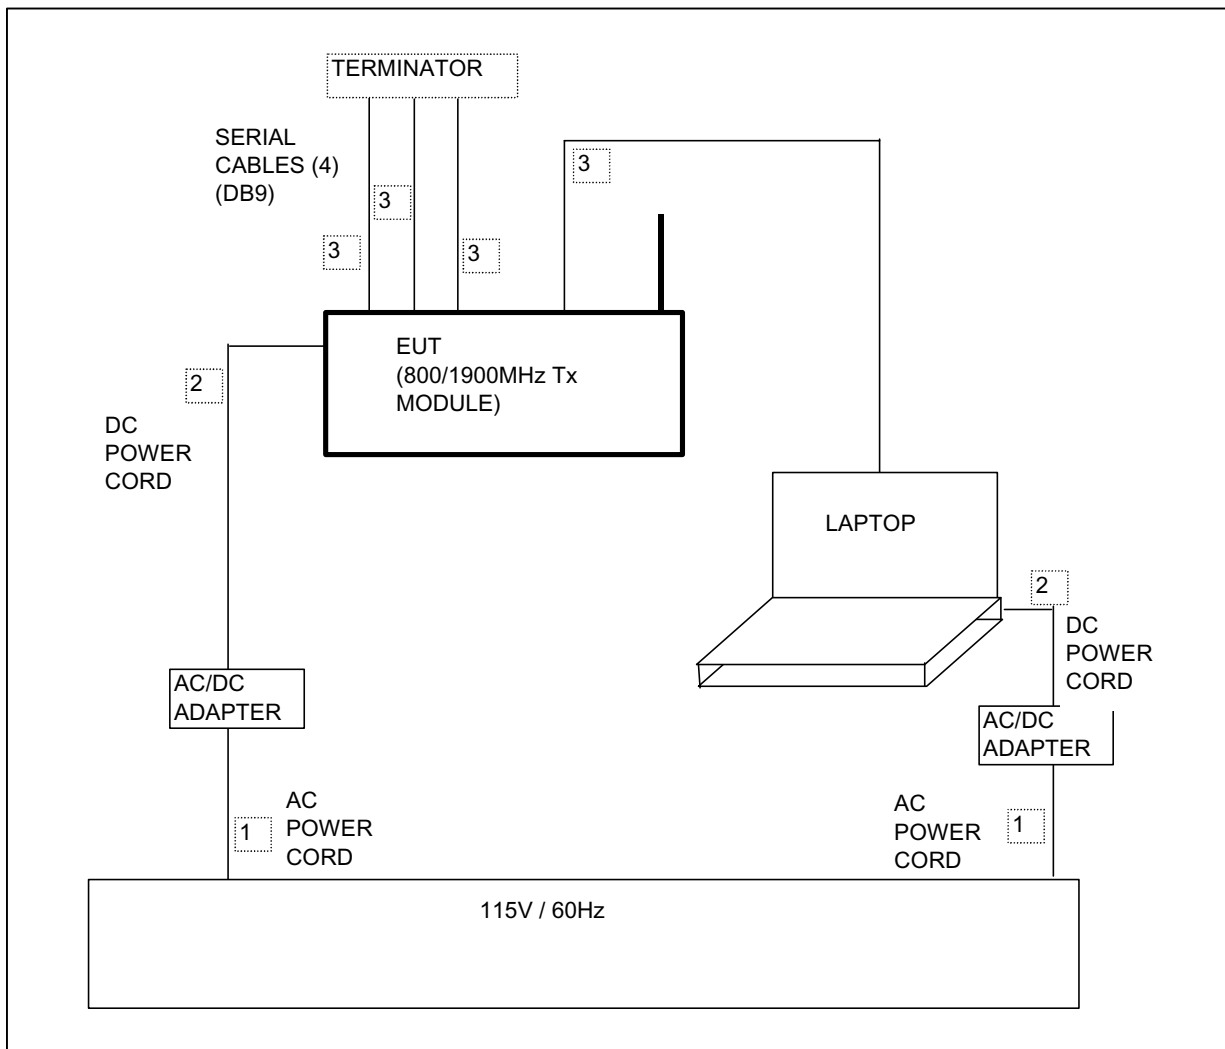 TERMINATOR
SERIAL
CABLES (4)
(DB9)
3
3
3
3
EUT
(800/1900MHz Tx
MODULE)
2
DC
POWER
CORD
LAPTOP
2
DC
POWER
CORD
AC/DC
ADAPTER
AC/DC
ADAPTER
1
AC
POWER
CORD
AC
POWER
CORD
1
115V / 60Hz